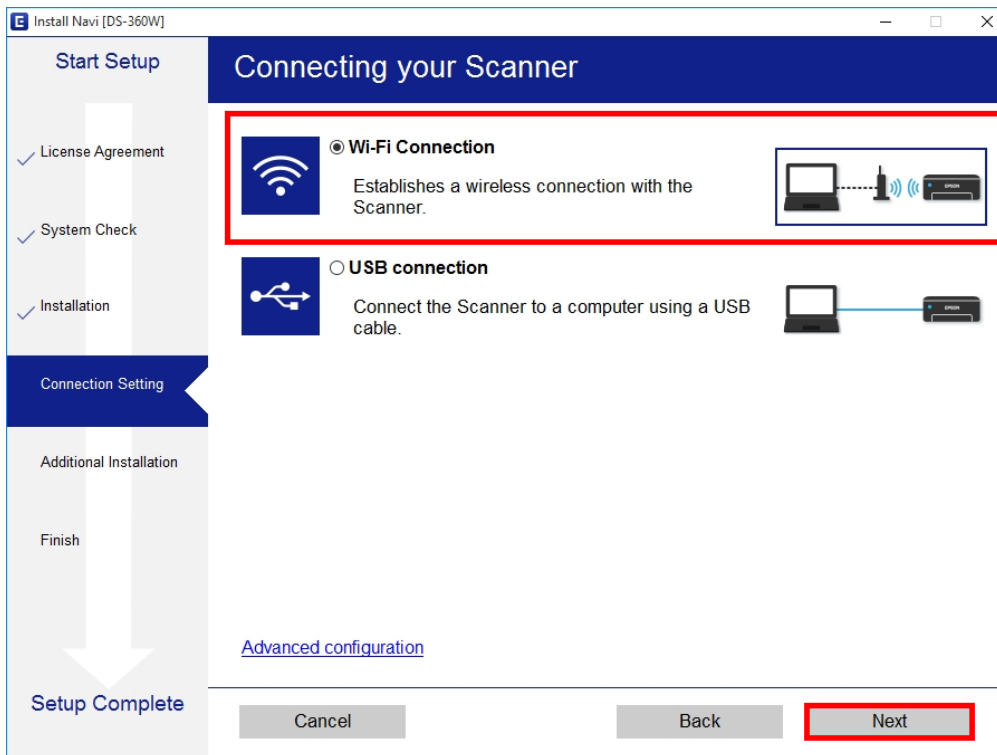 Install Navi [DS-360W]
Start Setup
License Agreement
System Check
Installation
Connection Setting
Additional Installation
Finish
Setup Complete
Connecting your Scanner
Wi-Fi Connection
Establishes a wireless connection with the
Scanner.
EPSON
USB connection
Connect the Scanner to a computer using a USB
cable.
EPSON
Advanced configuration
Cancel
Back
Next